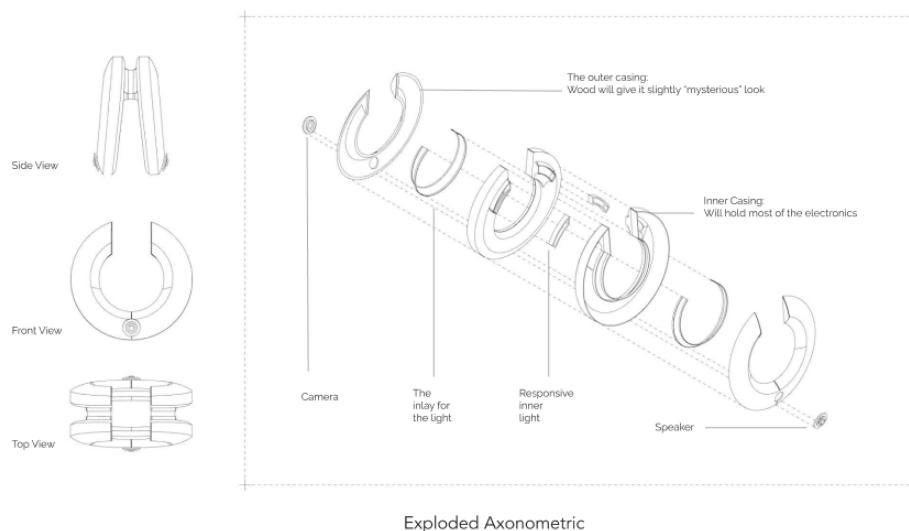 Side View
Front View
Top View
The outer casing:
Wood will give it slightly "mysterious" look
Inner Casing:
Will hold most of the electronics
Camera
The
inlay for
the light
Responsive
inner
light
Speaker
Exploded Axonometric